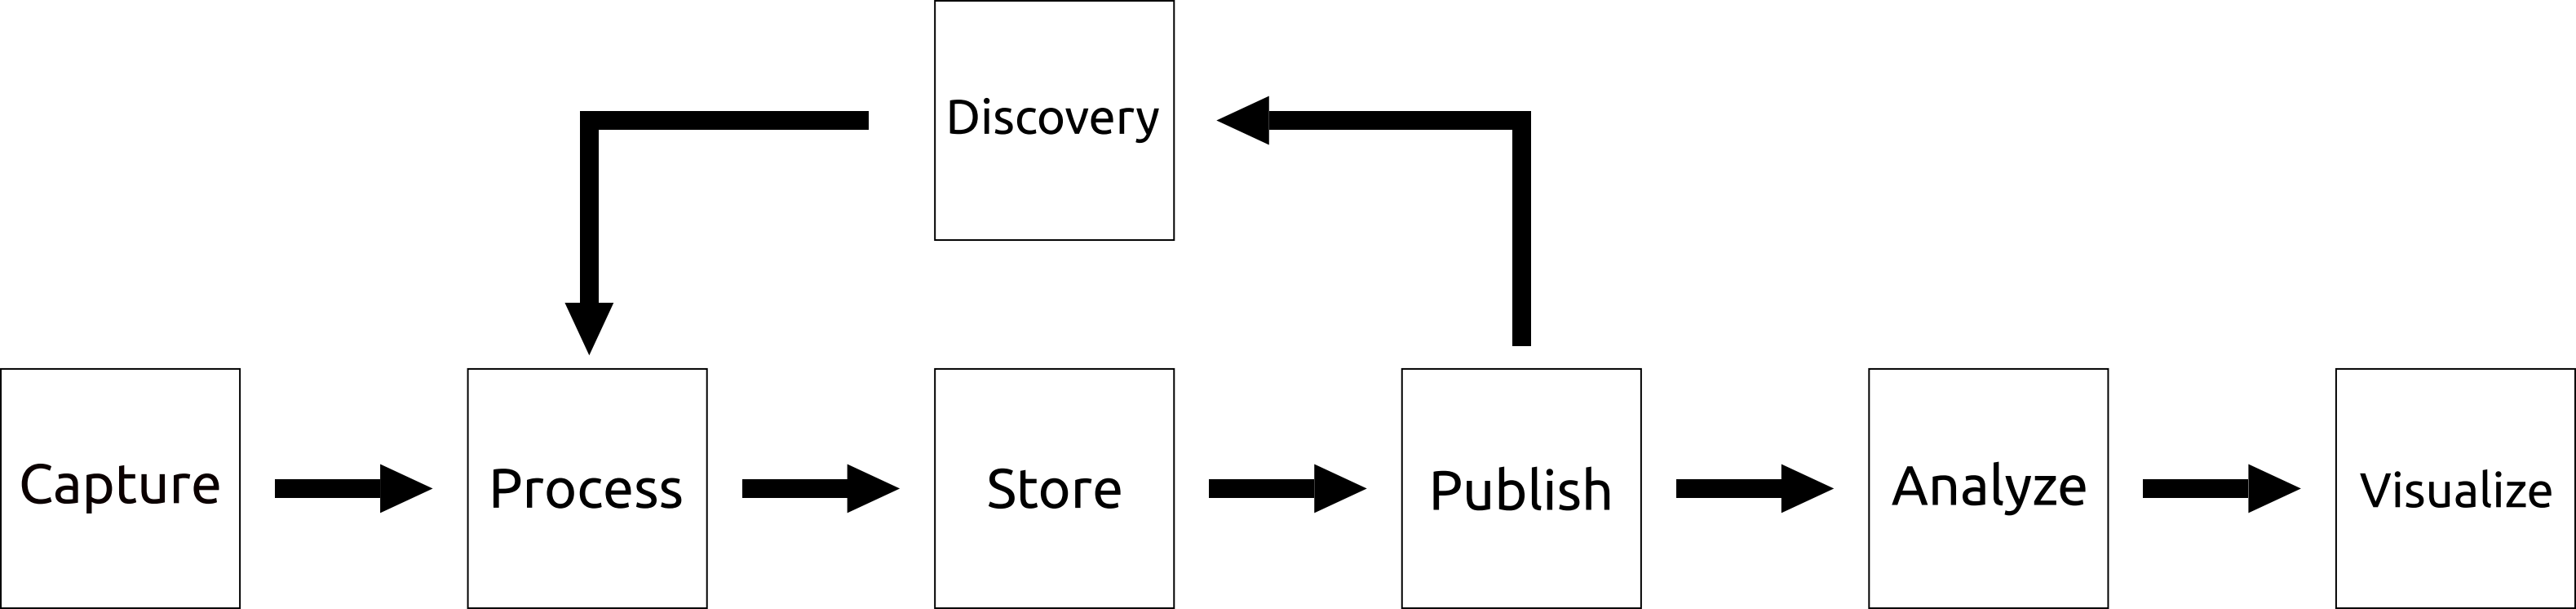 Discovery
Capture
Process
Store
Publish
Analyze
Visualize